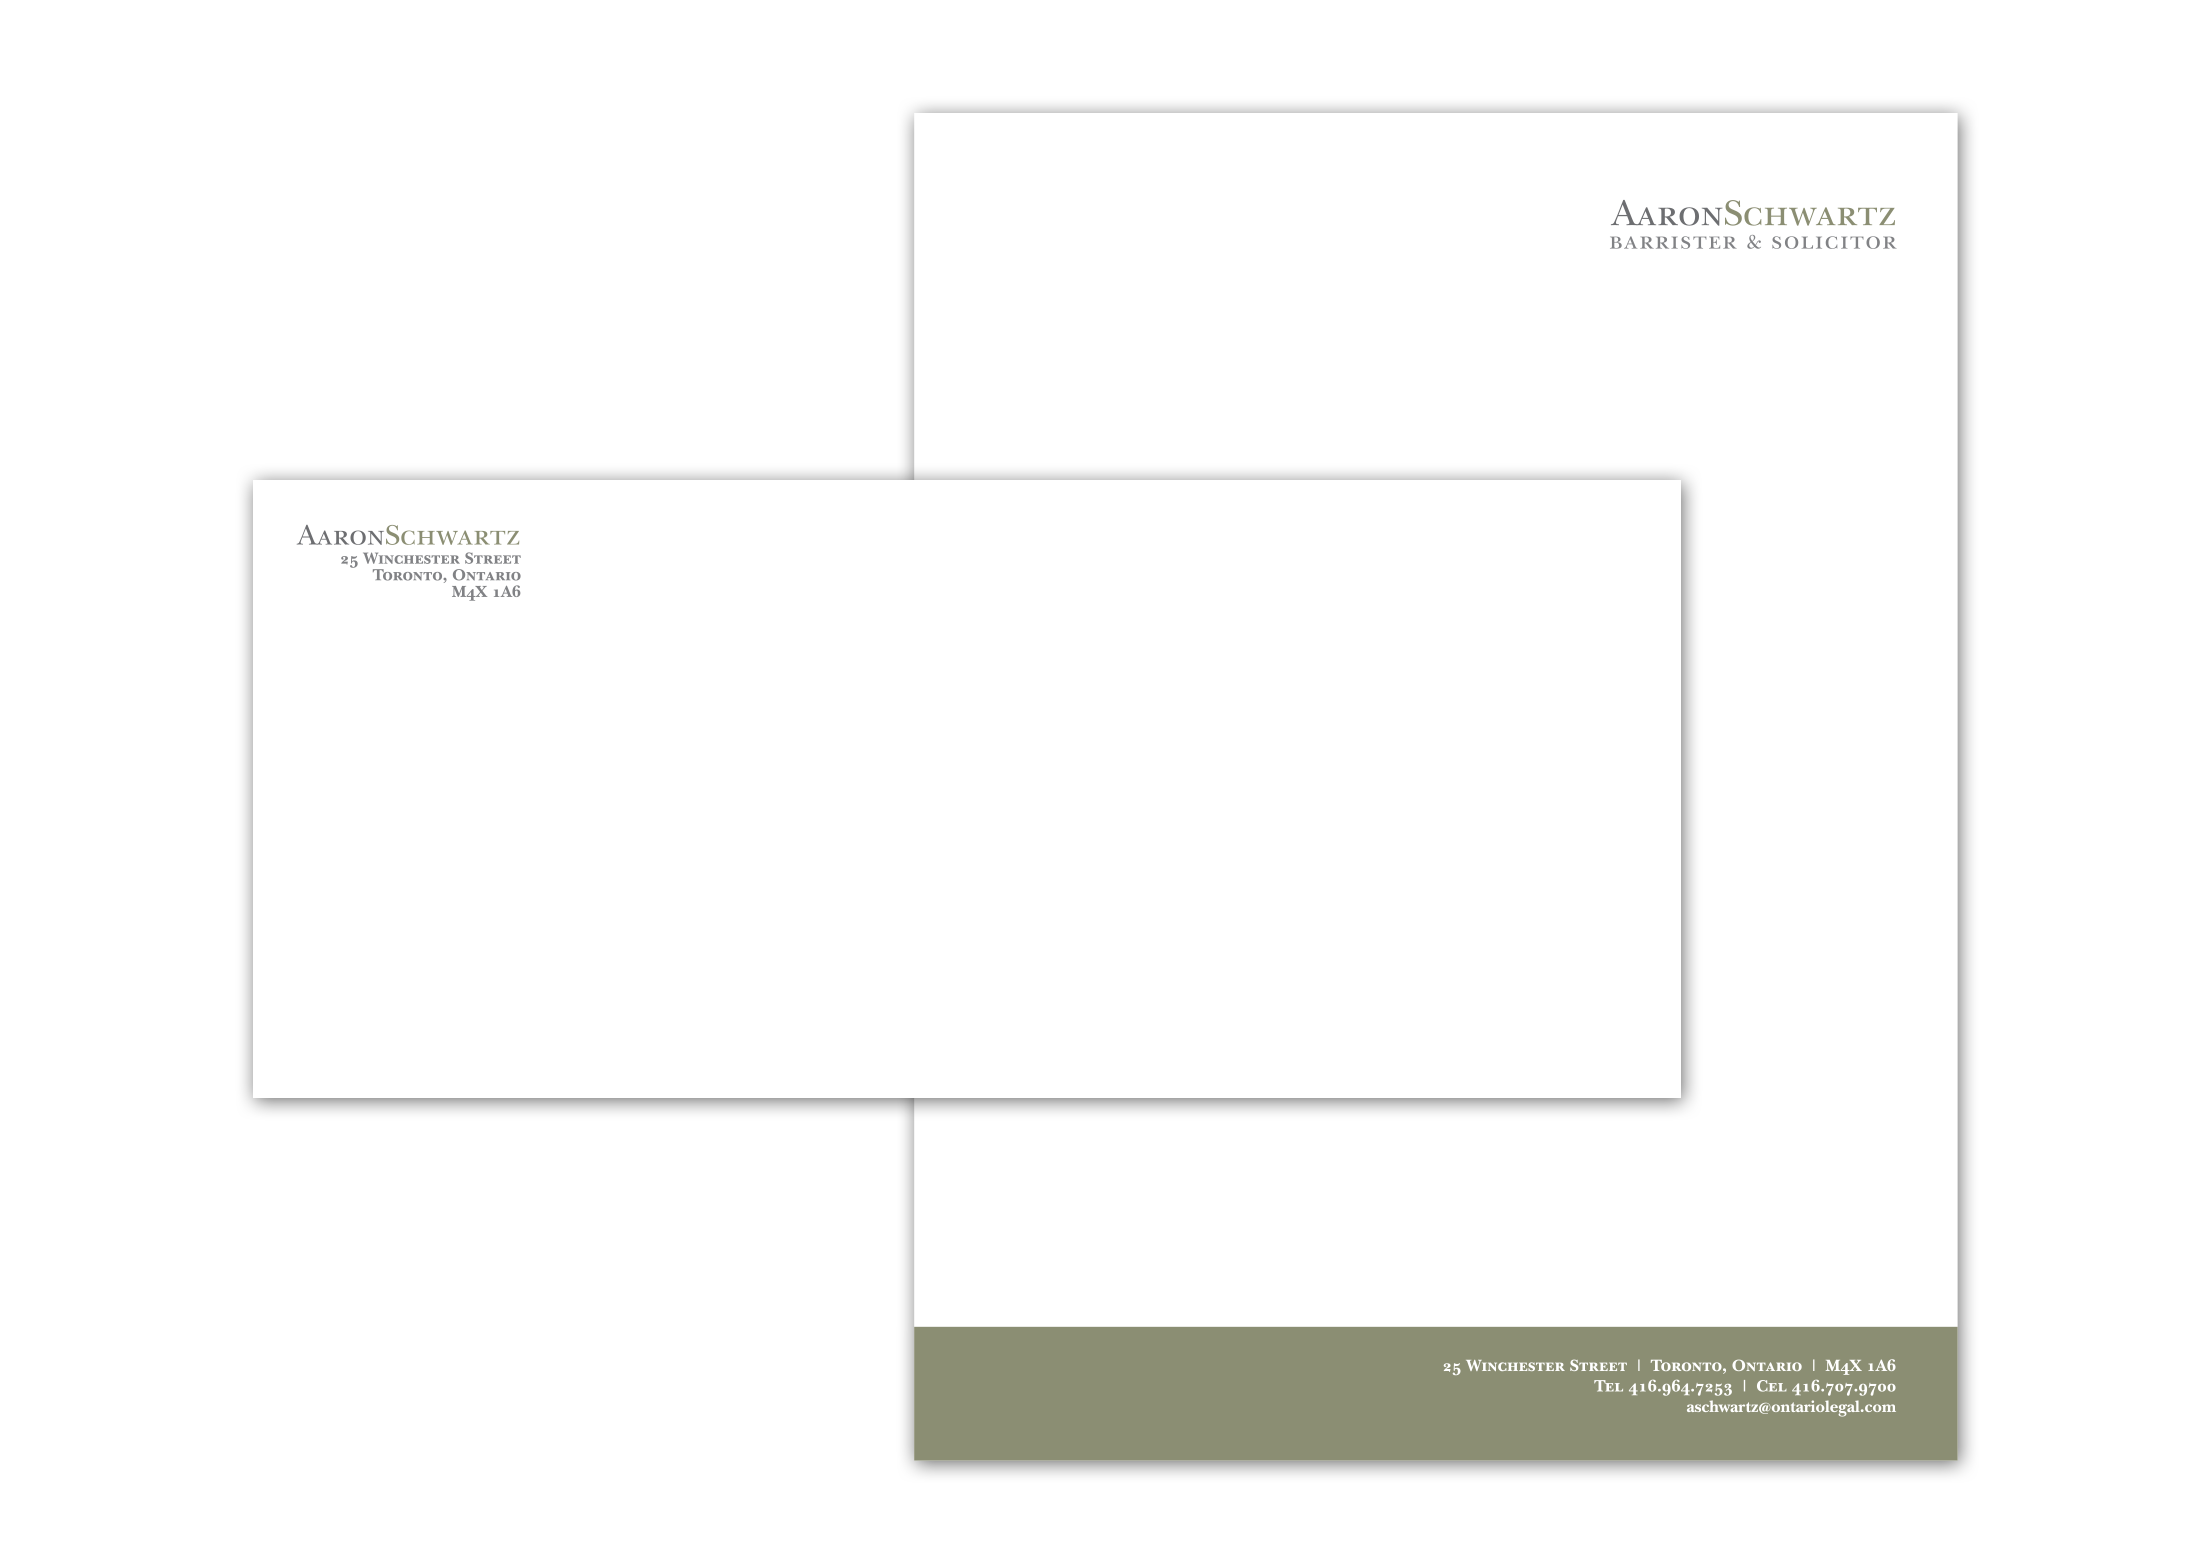 AaronSchwartz
BARRISTER & SOLICITOR
AaronSchwartz
25 Winchester Street
Toronto, Ontario
M4X 1A6
25 Winchester Street | Toronto, Ontario | M4X 1A6
Tel 416.964.7253 | Cel 416.707.9700
aschwartz@ontariolegal.com